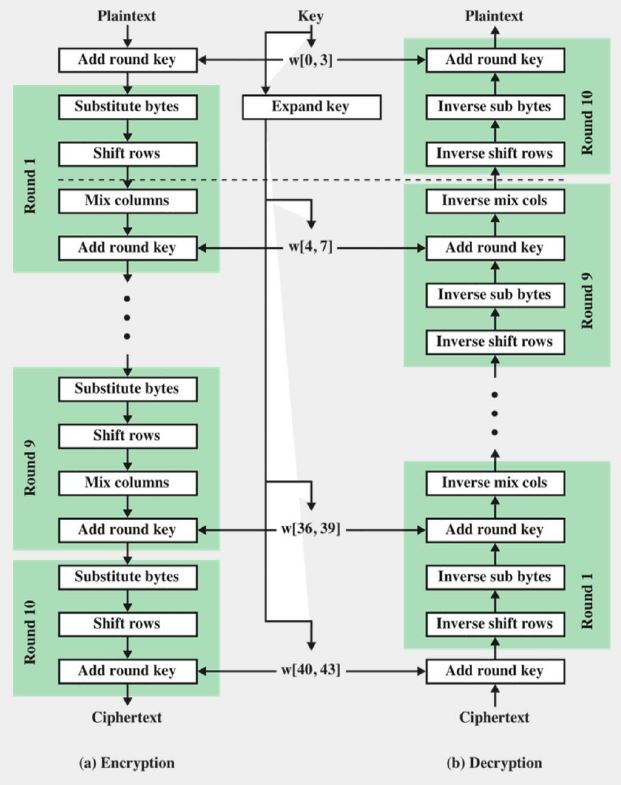 Plaintext
Key
Plaintext
Add round key
w[0, 3]
Add round key
Substitute bytes
Expand key
Inverse sub bytes
Round 1
Round 10
Shift rows
Inverse shift rows
Mix columns
Inverse mix cols
Add round key
w[4, 7]
Add round key
Round 9
Inverse sub bytes
Inverse shift rows
Substitute bytes
Round 9
Shift rows
Mix columns
Inverse mix cols
Add round key
w[36, 39]
Add round key
Substitute bytes
Inverse sub bytes
Round 10
Round 1
Shift rows
Inverse shift rows
Add round key
w[40, 43]
Add round key
Ciphertext
Ciphertext
(a) Encryption
(b) Decryption